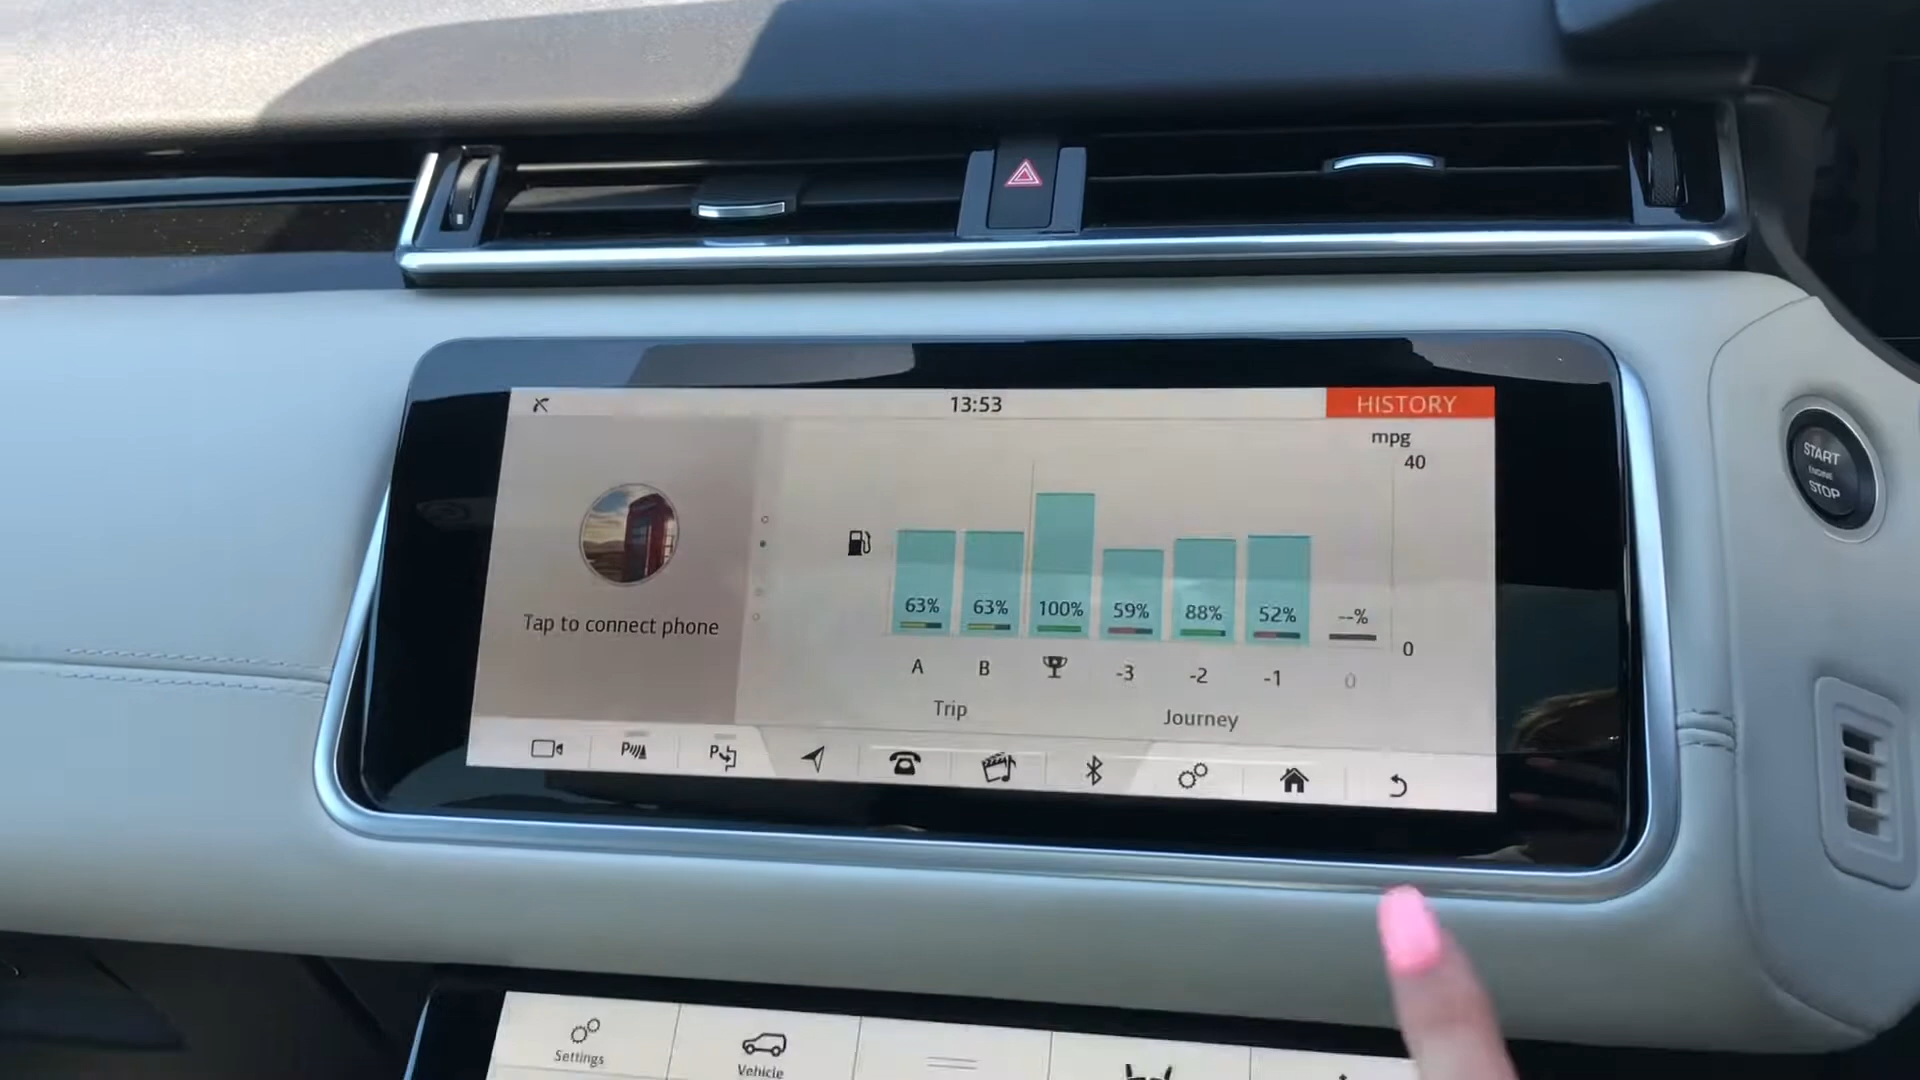 13:53
HISTORY
mpg
40
Tap to connect phone
63%
63%
100%
59%
88%
52%
--%
0
A
B
-3
-2
-1
0
Trip
Journey
START
ENGINE
STOP
Settings
Vehicle